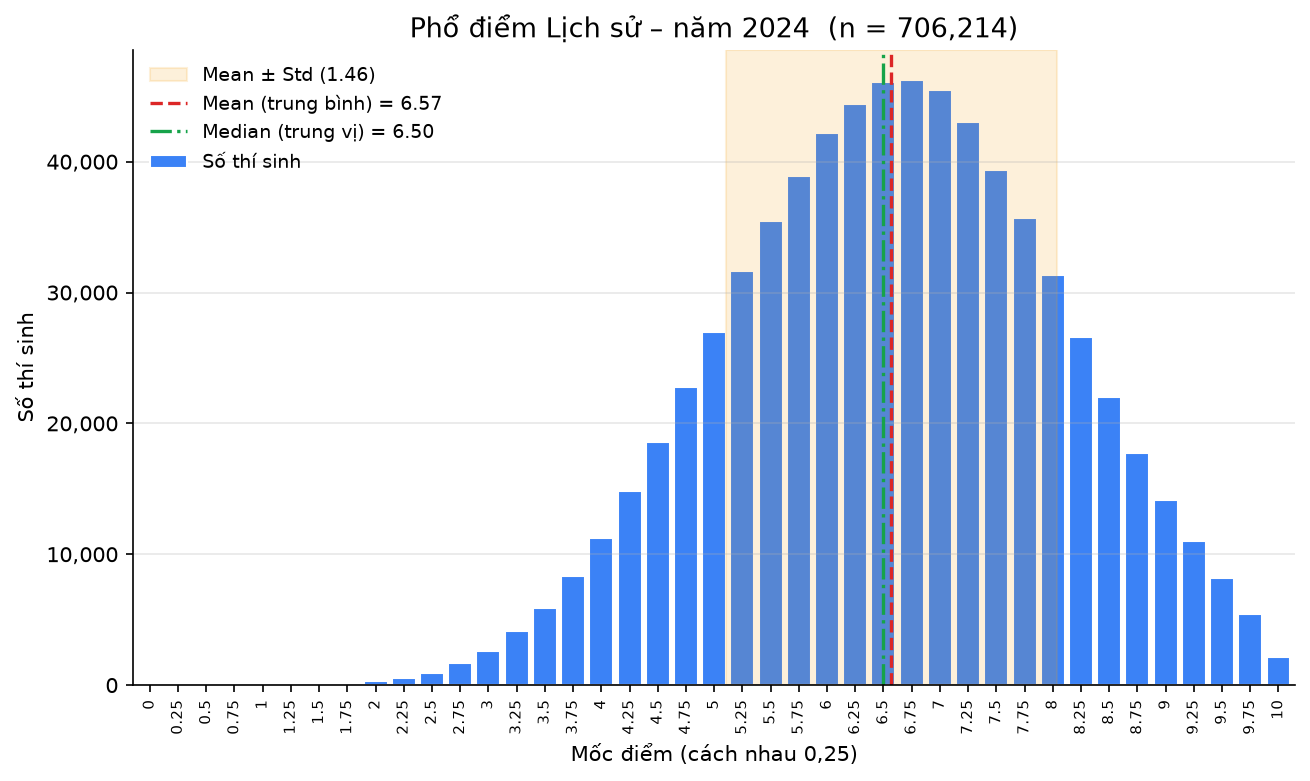 Phổ điểm Lịch sử – năm 2024 (n = 706,214)
Mean ± Std (1.46)
Mean (trung bình) = 6.57
Median (trung vị) = 6.50
Số thí sinh
40,000
30,000
20,000
10,000
0
Số thí sinh
0 0.25 0.5 0.75 1 1.25 1.5 1.75 2 2.25 2.5 2.75 3 3.25 3.5 3.75 4 4.25 4.5 4.75 5 5.25 5.5 5.75 6 6.25 6.5 6.75 7 7.25 7.5 7.75 8 8.25 8.5 8.75 9 9.25 9.5 9.75 10
Mốc điểm (cách nhau 0,25)